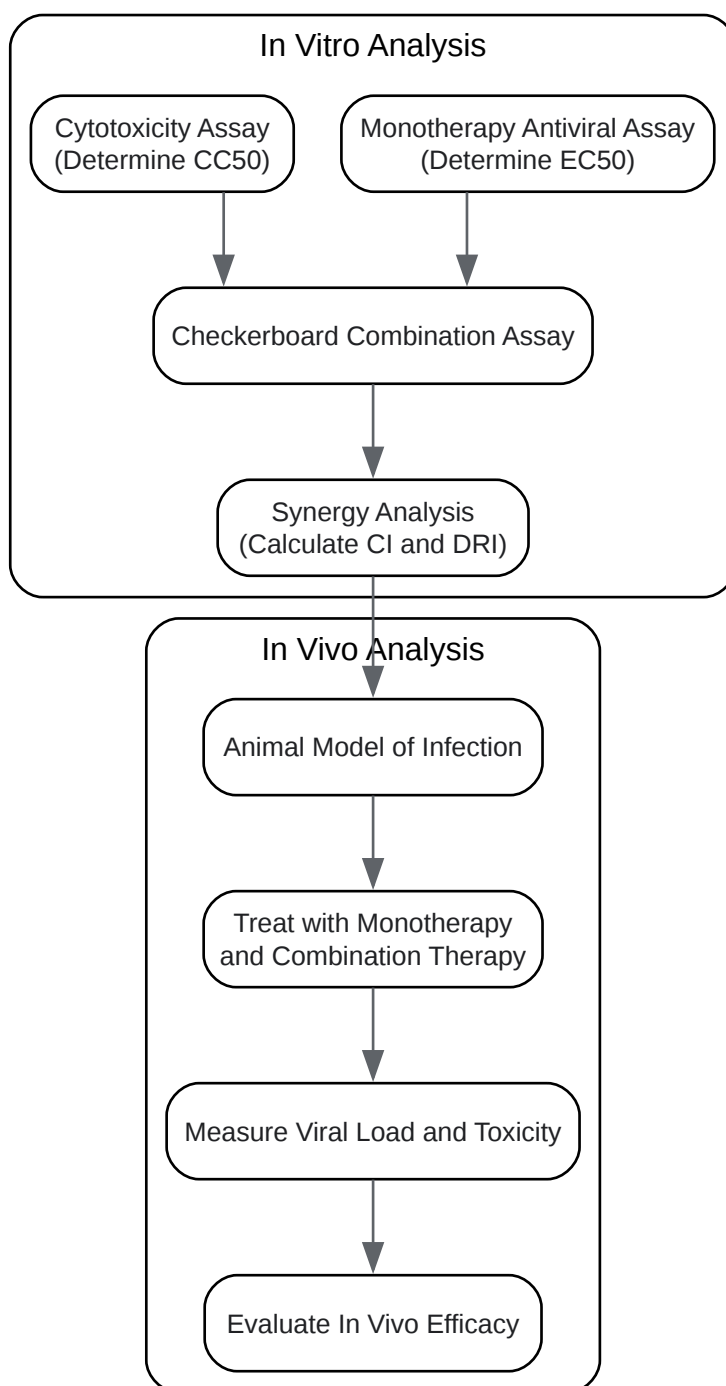 In Vitro Analysis
Cytotoxicity Assay
(Determine CC50)
Monotherapy Antiviral Assay
(Determine EC50)
Checkerboard Combination Assay
Synergy Analysis
(Calculate CI and DRI)
In Vivo Analysis
Animal Model of Infection
Treat with Monotherapy
and Combination Therapy
Measure Viral Load and Toxicity
Evaluate In Vivo Efficacy